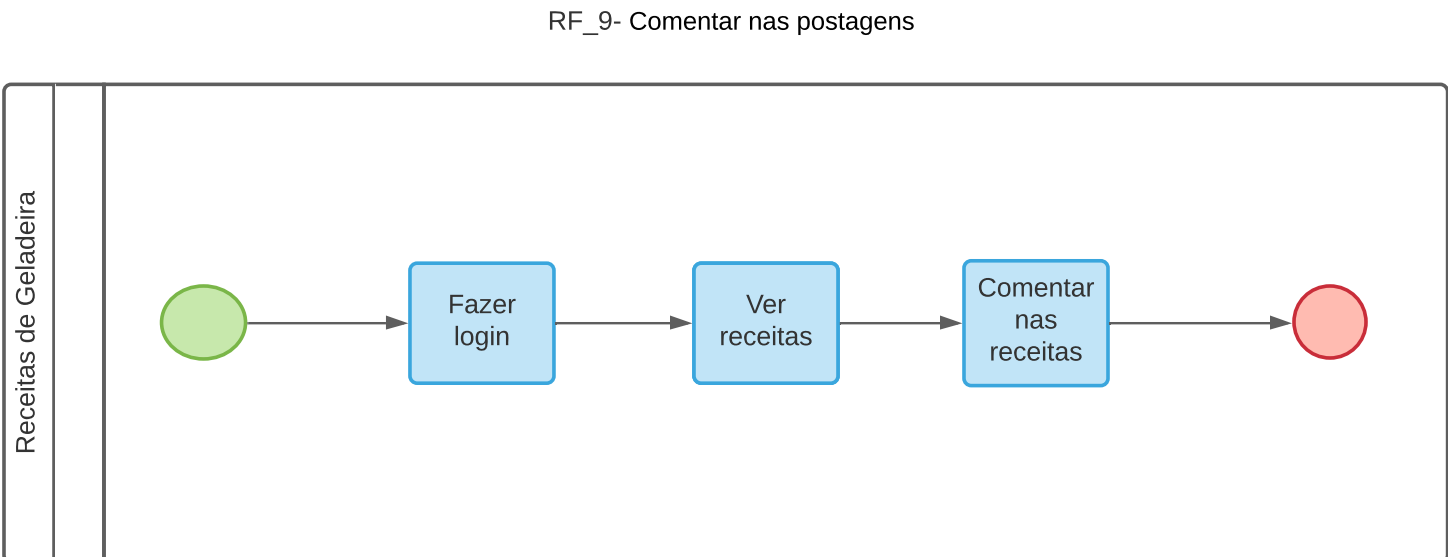 RF_9- Comentar nas postagens
Receitas de Geladeira
Fazer
login
Ver
receitas
Comentar
nas
receitas